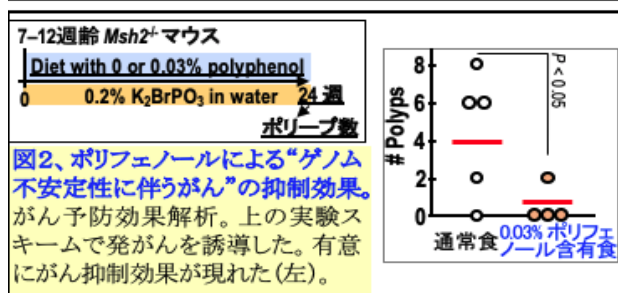 7–12週齢 Msh2-/- マウス
Diet with 0 or 0.03% polyphenol
0 0.2% K2BrPO3 in water 24 週
ポリープ数
図2、ポリフェノールによる“ゲノム
不安定性に伴うがん”の抑制効果。
がん予防効果解析。上の実験ス
キームで発がんを誘導した。有意
にがん抑制効果が現れた(左)。
# Polyps
8
6
4
2
0
P < 0.05
通常食
0.03% ポリフェ
ノール含有食